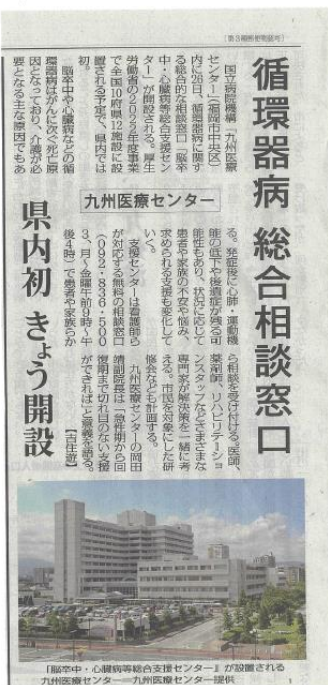 ［第3種郵便物認可］
循環器病 総合相談窓口
九州医療センター
県内初 きょう開設
国立病院機構「九州医療
センター」（福岡市中央区）
内に26日、循環器病に関す
る総合的な相談窓口「脳卒
中・心臓病等総合支援セン
ター」が開設される。厚生
労働省の2022年度事業
で全国10府県12施設に設
置される予定で、県内では
初。
脳卒中や心臓病などの循
環器病はがんに次ぐ死亡原
因となっており、介護が必
要となる主な原因でもあ
る。発症後に心肺・運動機
能の低下や後遺症が残る可
能性もあり、状況に応じて
患者や家族の不安や悩み、
求められる支援も変化して
いく。
支援センターは看護師ら
が対応する無料の相談窓口
（092・836・500
3、月〜金曜午前9時〜午
後4時）で患者や家族らか
ら相談を受け付ける。医師、
薬剤師、リハビリテーショ
ンスタッフなどさまざまな
専門家が解決策を一緒に考
える。市民を対象にした研
修会なども計画する。
九州医療センターの岡田
靖副院長は「急性期から回
復期まで切れ目のない支援
ができれば」と意義を語る。
【吉住遊】
「脳卒中・心臓病等総合支援センター」が設置される
九州医療センター＝九州医療センター提供